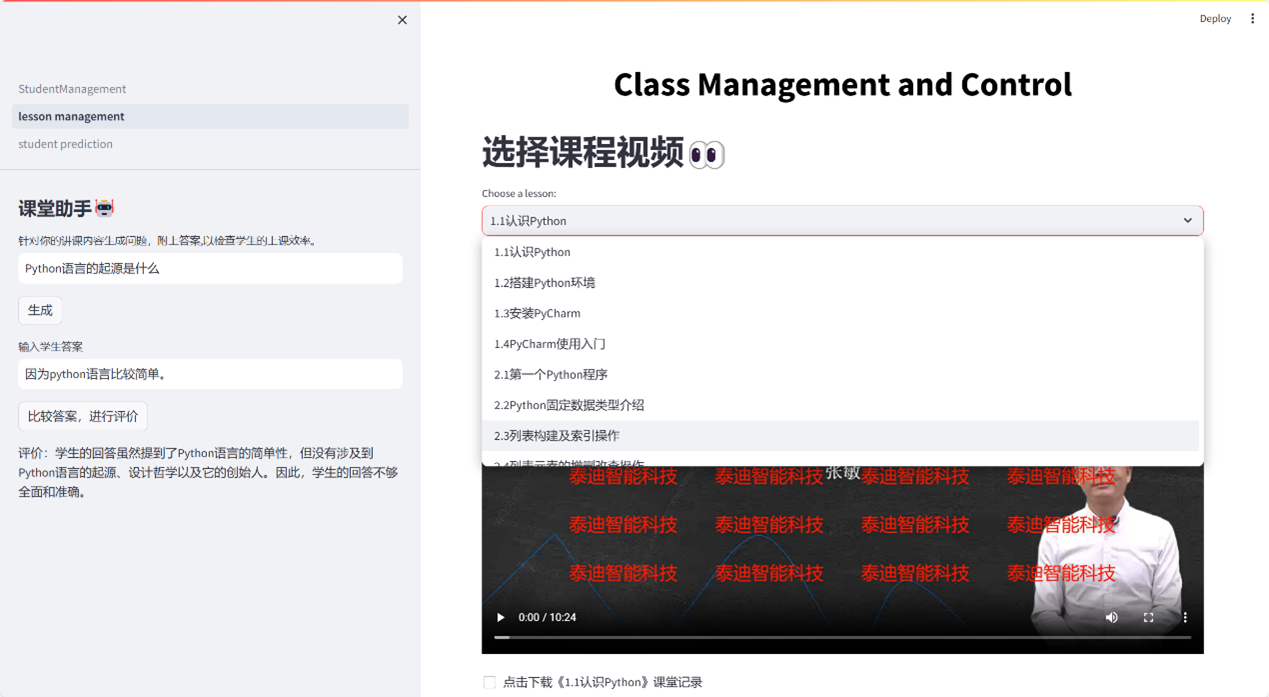 Deploy
StudentManagement
lesson management
student prediction
课堂助手
针对你的讲课内容生成问题，附上答案,以检查学生的上课效率。
Python语言的起源是什么
生成
输入学生答案
因为python语言比较简单。
比较答案，进行评价
评价：学生的回答虽然提到了Python语言的简单性，但没有涉及到
Python语言的起源、设计哲学以及它的创始人。因此，学生的回答不够
全面和准确。
Class Management and Control
选择课程视频
Choose a lesson:
1.1认识Python
1.1认识Python
1.2搭建Python环境
1.3安装PyCharm
1.4PyCharm使用入门
2.1第一个Python程序
2.2Python固定数据类型介绍
2.3列表构建及索引操作
2.4列表元素的增删改查操作
泰迪智能科技 泰迪智能科技 张敏 泰迪智能科技 泰迪智能科技
泰迪智能科技 泰迪智能科技 泰迪智能科技 泰迪智能科技
泰迪智能科技 泰迪智能科技 泰迪智能科技 泰迪智能科技
0:00 / 10:24
点击下载《1.1认识Python》课堂记录